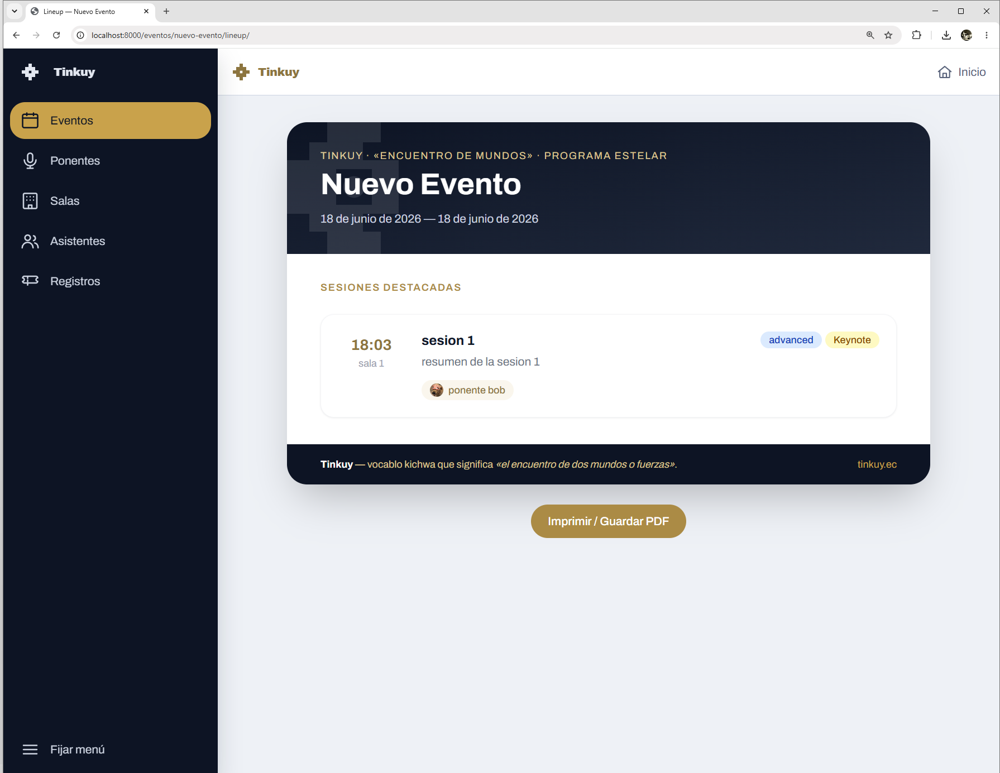 Lineup — Nuevo Evento
localhost:8000/eventos/nuevo-evento/lineup/
Tinkuy
Eventos
Ponentes
Salas
Asistentes
Registros
Fijar menú
Tinkuy
Inicio
TINKUY · «ENCUENTRO DE MUNDOS» · PROGRAMA ESTELAR
Nuevo Evento
18 de junio de 2026 — 18 de junio de 2026
SESIONES DESTACADAS
18:03
sala 1
sesion 1
resumen de la sesion 1
ponente bob
advanced
Keynote
Tinkuy — vocablo kichwa que significa «el encuentro de dos mundos o fuerzas».
tinkuy.ec
Imprimir / Guardar PDF